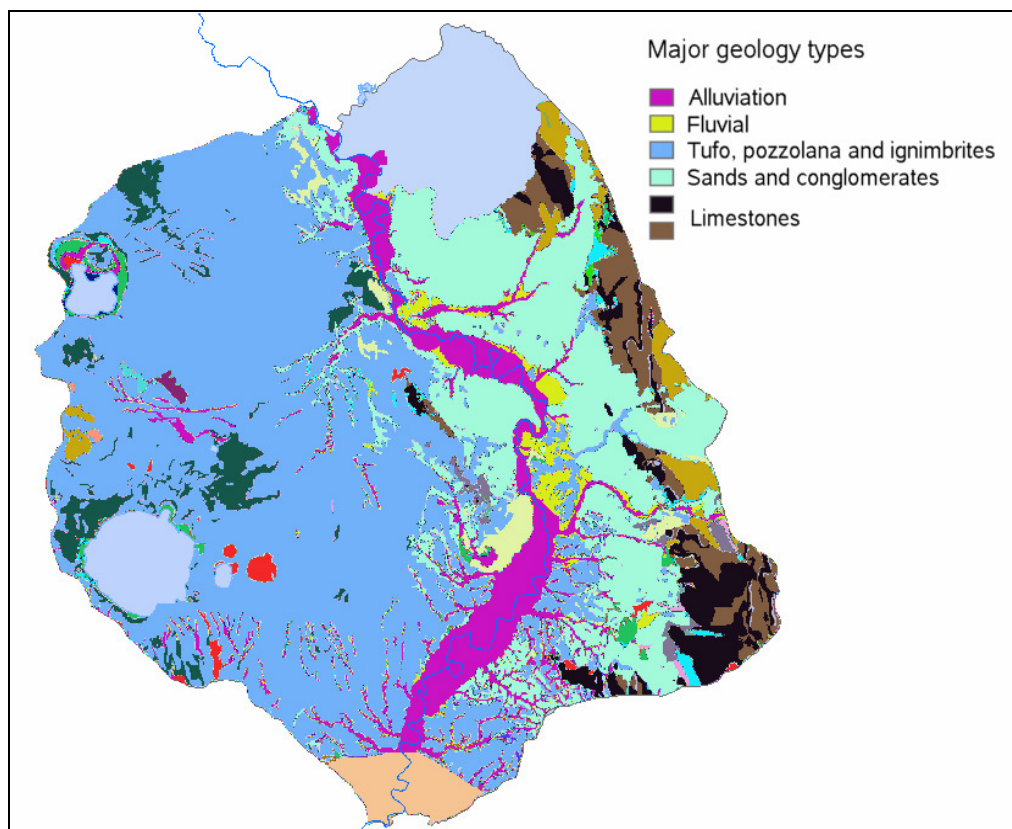 Major geology types
Alluviation
Fluvial
Tufo, pozzolana and ignimbrites
Sands and conglomerates
Limestones